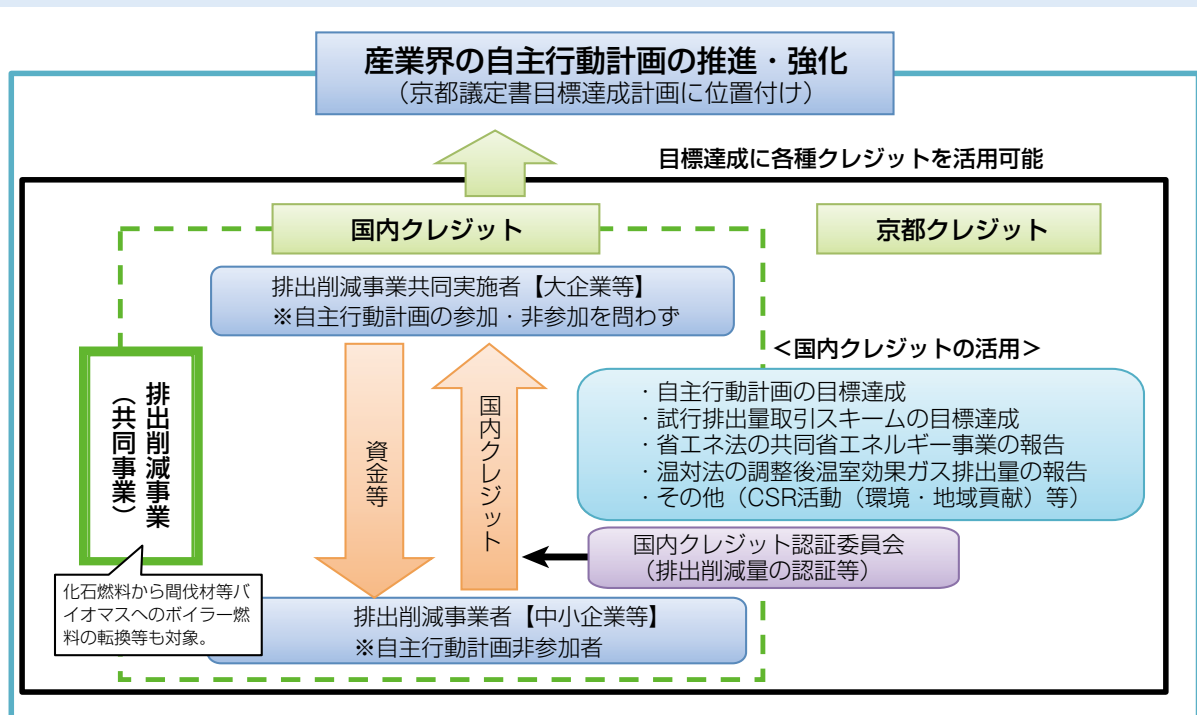 産業界の自主行動計画の推進・強化
（京都議定書目標達成計画に位置付け）
目標達成に各種クレジットを活用可能
国内クレジット
京都クレジット
排出削減事業共同実施者【大企業等】
※自主行動計画の参加・非参加を問わず
＜国内クレジットの活用＞
・自主行動計画の目標達成
・試行排出量取引スキームの目標達成
・省エネ法の共同省エネルギー事業の報告
・温対法の調整後温室効果ガス排出量の報告
・その他（CSR活動（環境・地域貢献）等）
排出削減事業
（共同事業）
資金等
国内クレジット
国内クレジット認証委員会
（排出削減量の認証等）
化石燃料から間伐材等バ
イオマスへのボイラー燃
料の転換等も対象。
排出削減事業者【中小企業等】
※自主行動計画非参加者